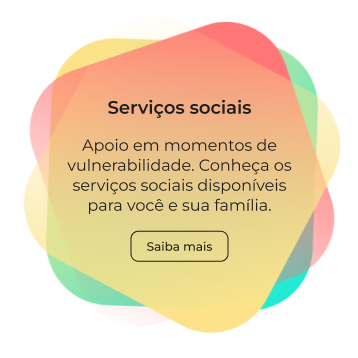 Serviços sociais
Apoio em momentos de
vulnerabilidade. Conheça os
serviços sociais disponíveis
para você e sua família.
Saiba mais